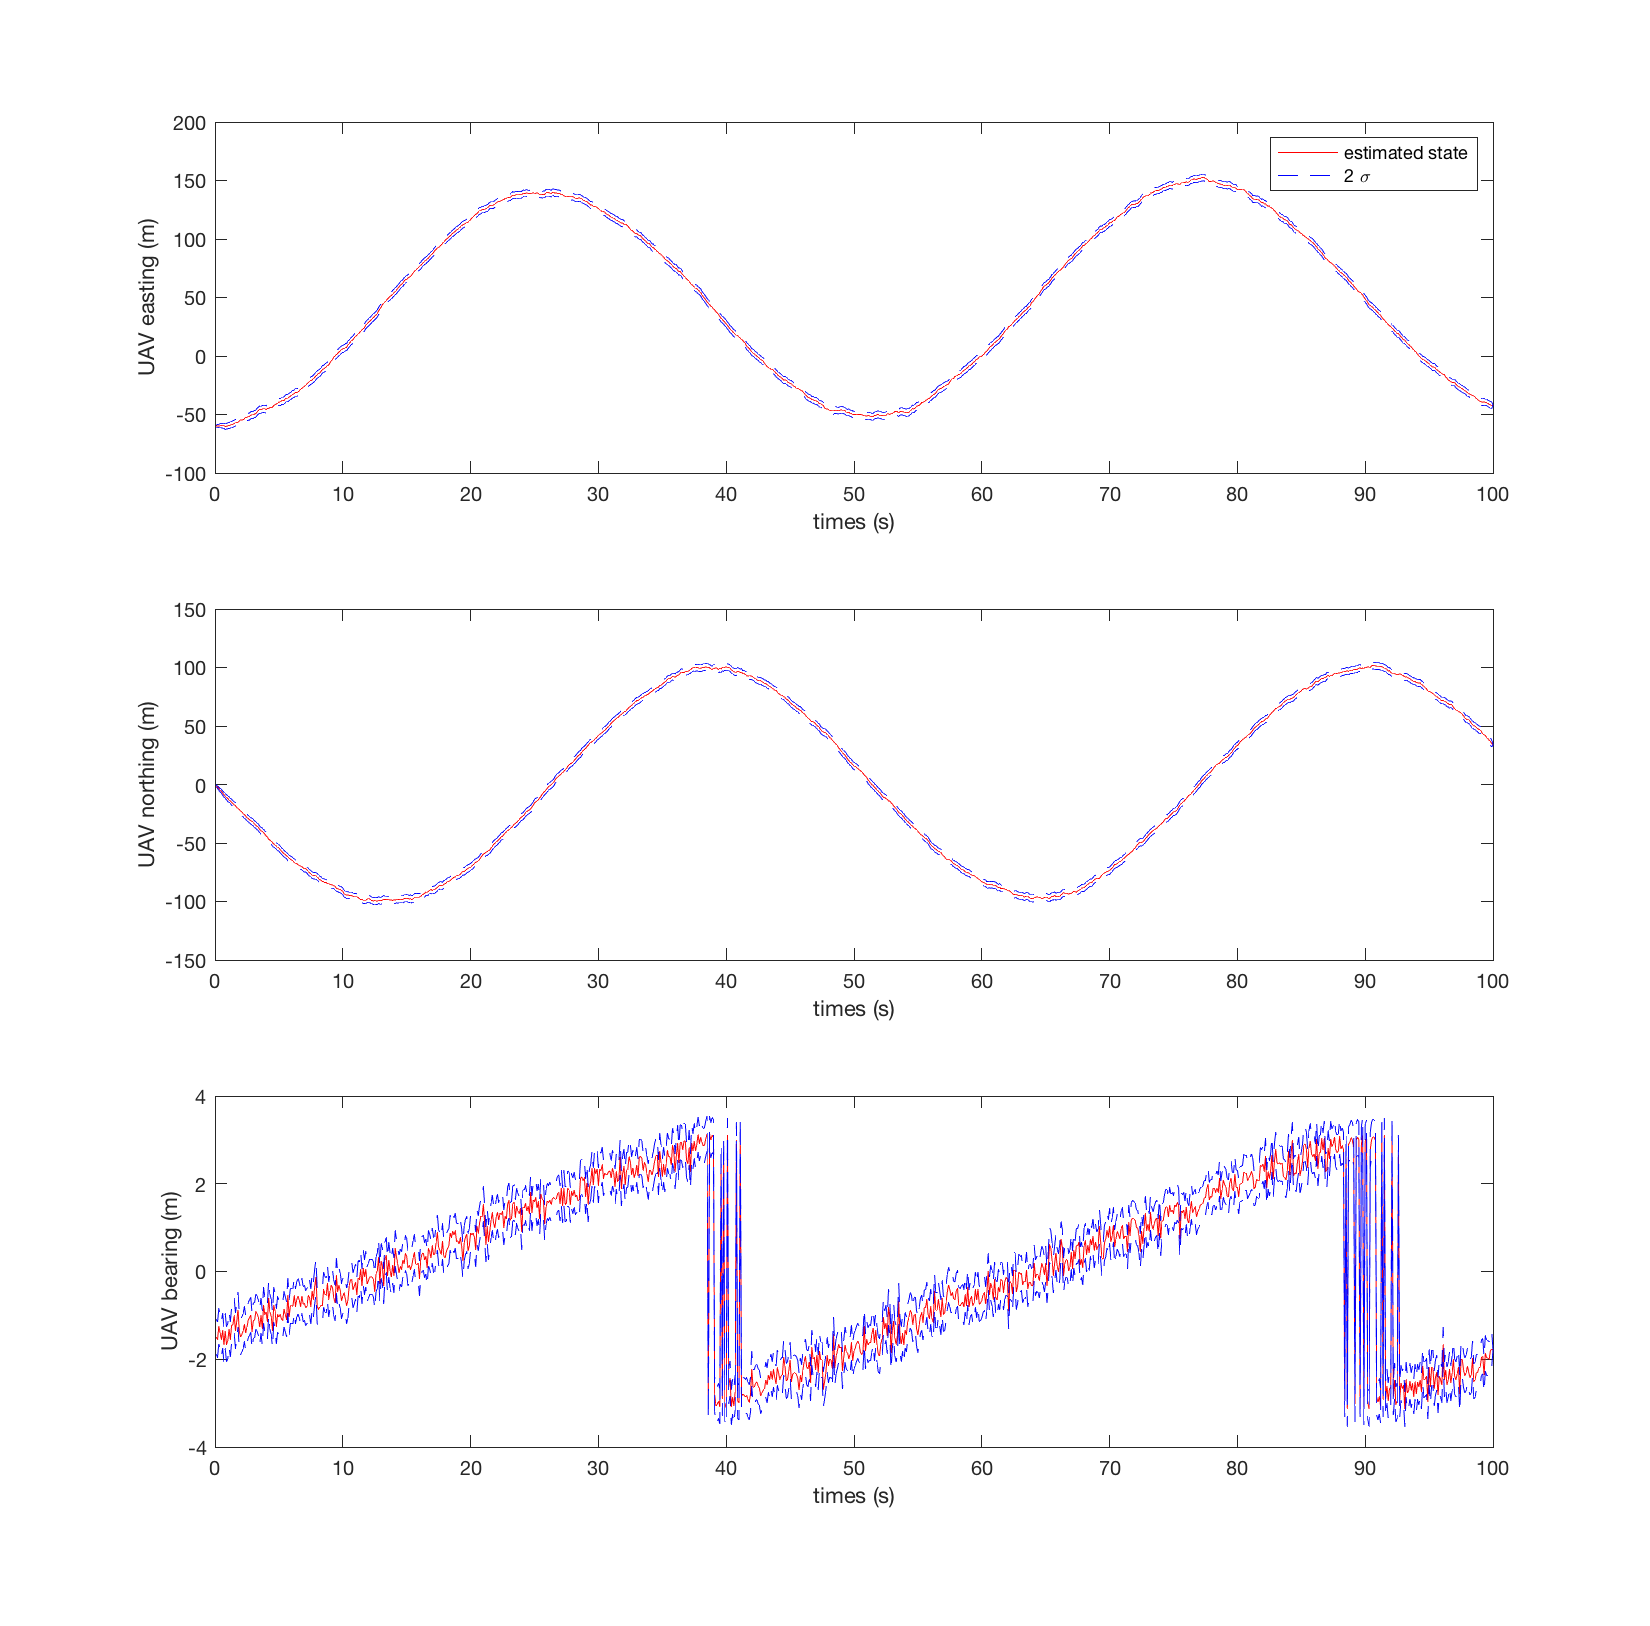 200
150
100
50
0
-50
-100
UAV easting (m)
estimated state
2 σ
0 10 20 30 40 50 60 70 80 90 100
times (s)
150
100
50
0
-50
-100
-150
UAV northing (m)
0 10 20 30 40 50 60 70 80 90 100
times (s)
4
2
0
-2
-4
UAV bearing (m)
0 10 20 30 40 50 60 70 80 90 100
times (s)